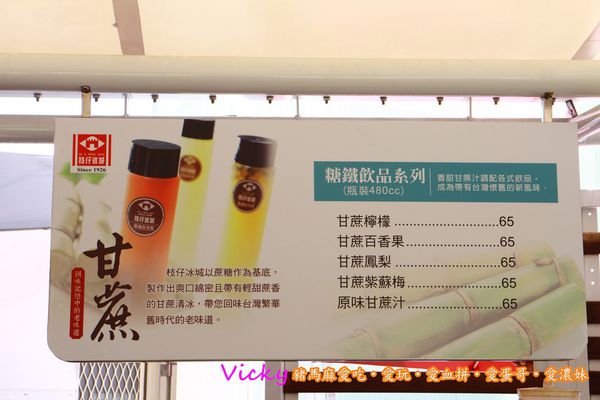 枝仔冰城
Since 1926
甘蔗
回味記憶中的老味道
枝仔冰城以蔗糖作為基底，
製作出爽口綿密且帶有輕甜蔗香
的甘蔗清冰，帶您回味台灣繁華
舊時代的老味道。
糖鐵飲品系列
(瓶裝480cc)
香甜甘蔗汁調配各式飲品，
成為帶有台灣懷舊的新風味。
甘蔗檸檬..........................65
甘蔗百香果......................65
甘蔗鳳梨..........................65
甘蔗紫蘇梅......................65
原味甘蔗汁......................65
Vicky豬馬麻愛吃•愛玩•愛血拼•愛蛋哥•愛濃妹